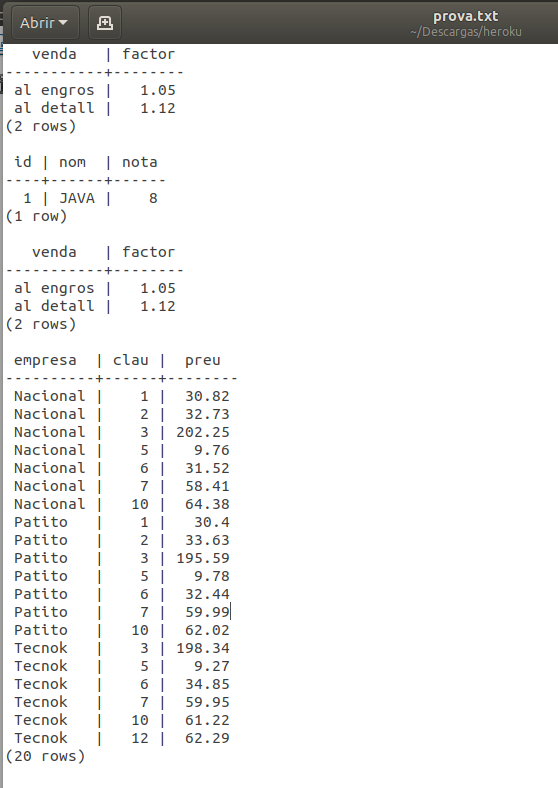 Abrir
prova.txt
~/Descargas/heroku
   venda   | factor
-----------+--------
 al engros |   1.05
 al detall |   1.12
(2 rows)

 id | nom  | nota
----+------+------
  1 | JAVA |    8
(1 row)

   venda   | factor
-----------+--------
 al engros |   1.05
 al detall |   1.12
(2 rows)

 empresa  | clau |  preu
----------+------+--------
 Nacional |    1 |  30.82
 Nacional |    2 |  32.73
 Nacional |    3 | 202.25
 Nacional |    5 |   9.76
 Nacional |    6 |  31.52
 Nacional |    7 |  58.41
 Nacional |   10 |  64.38
 Patito   |    1 |   30.4
 Patito   |    2 |  33.63
 Patito   |    3 | 195.59
 Patito   |    5 |   9.78
 Patito   |    6 |  32.44
 Patito   |    7 |  59.99
 Patito   |   10 |  62.02
 Tecnok   |    3 | 198.34
 Tecnok   |    5 |   9.27
 Tecnok   |    6 |  34.85
 Tecnok   |    7 |  59.95
 Tecnok   |   10 |  61.22
 Tecnok   |   12 |  62.29
(20 rows)